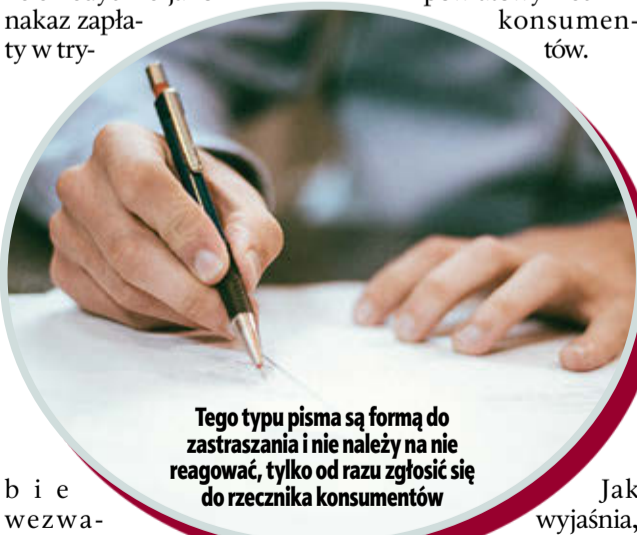 nakaz zapła-
ty w try-
konsumen-
tów.
Tego typu pisma są formą do
zastraszania i nie należy na nie
reagować, tylko od razu zgłosić się
do rzecznika konsumentów
b i e
wezwa-
Jak
wyjaśnia,